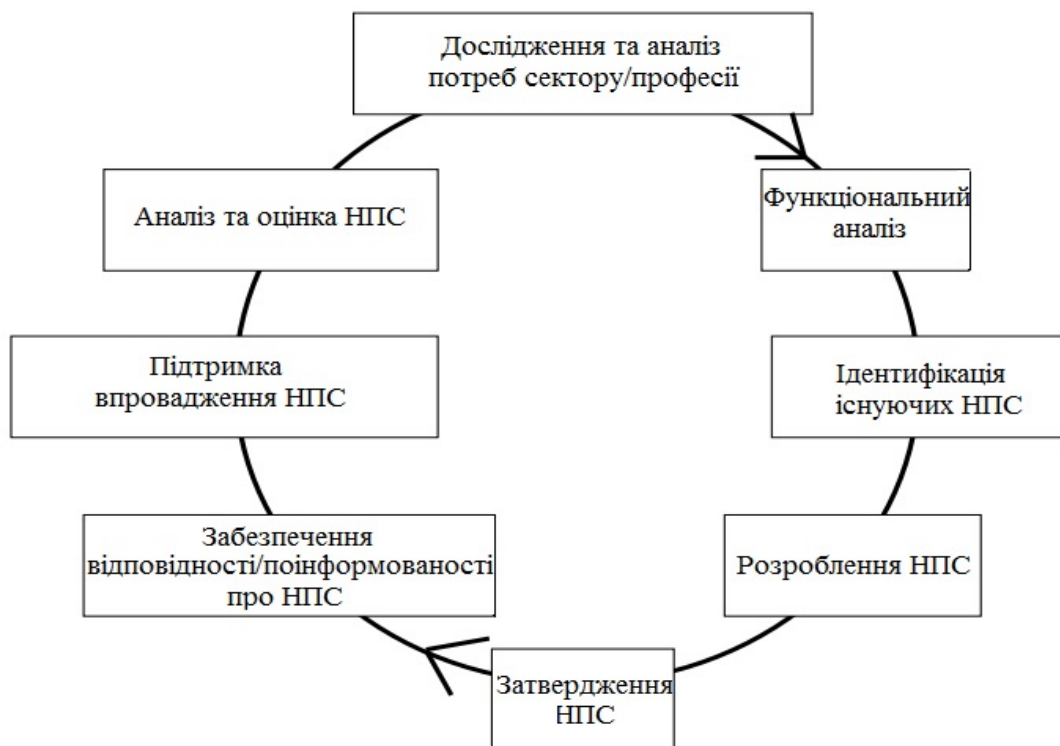 Дослідження та аналіз
потреб сектору/професії
Функціональний
аналіз
Ідентифікація
існуючих НПС
Розроблення НПС
Затвердження
НПС
Забезпечення
відповідності/поінформованості
про НПС
Підтримка
впровадження НПС
Аналіз та оцінка НПС